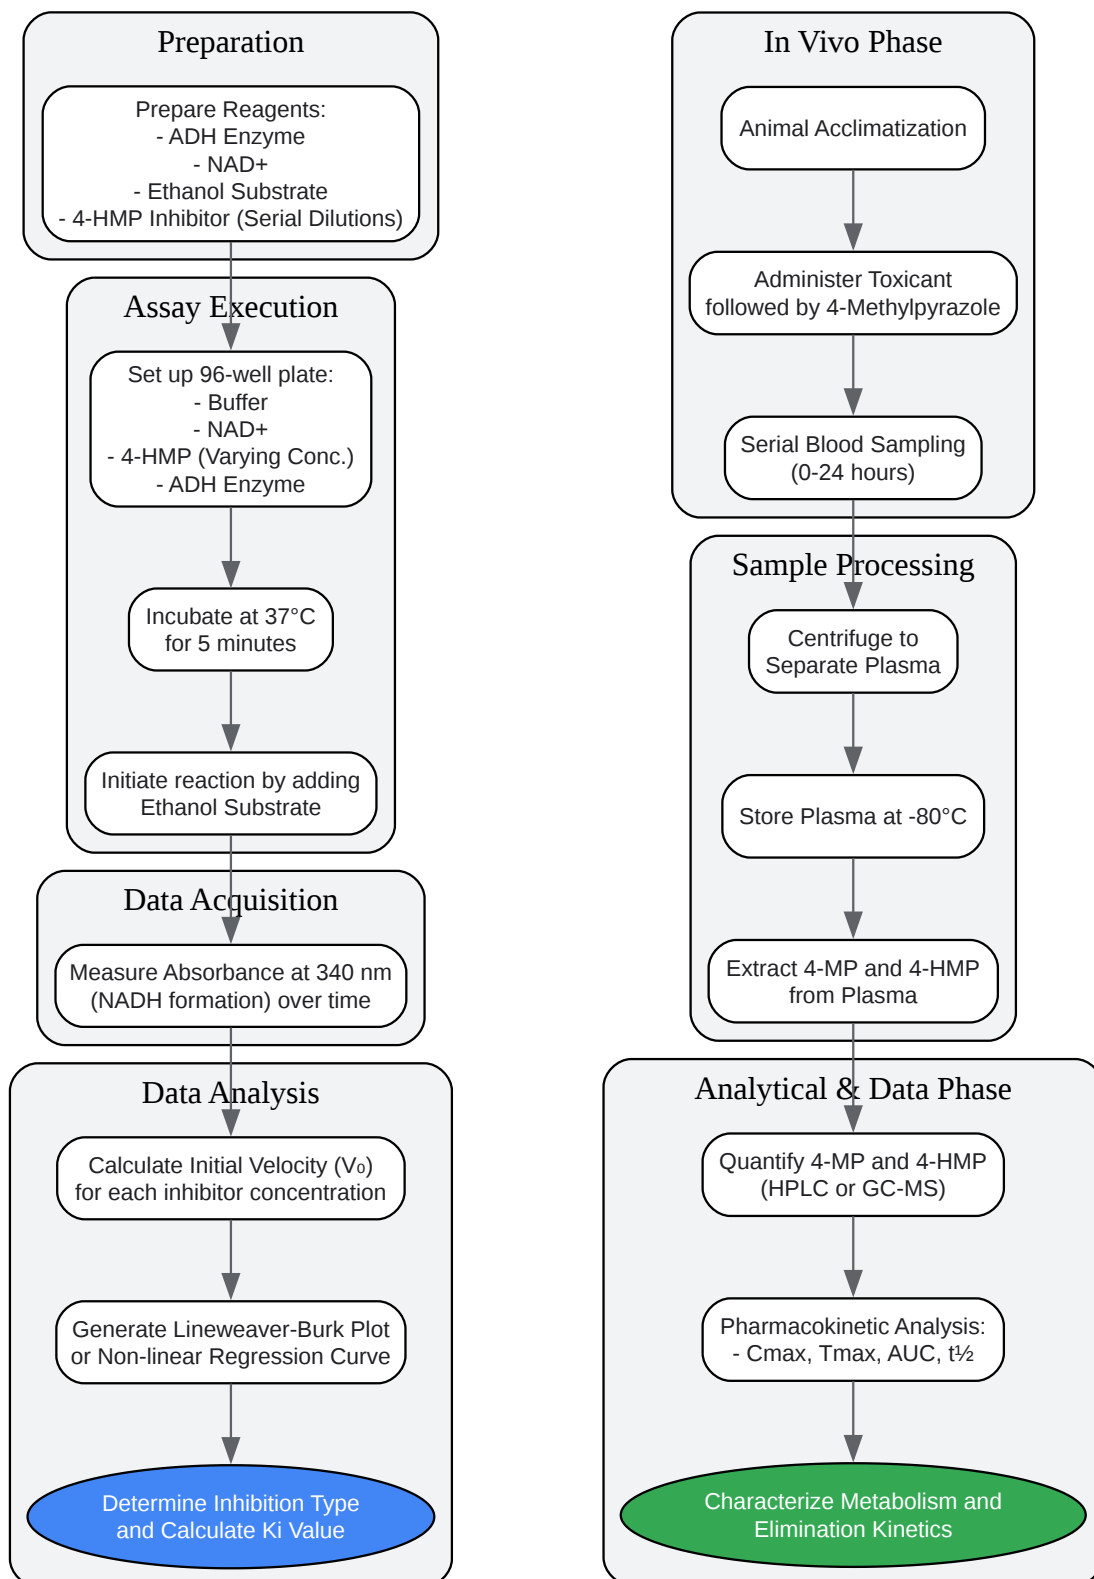 Preparation
Prepare Reagents:
- ADH Enzyme
- NAD+
- Ethanol Substrate
- 4-HMP Inhibitor (Serial Dilutions)
Assay Execution
Set up 96-well plate:
- Buffer
- NAD+
- 4-HMP (Varying Conc.)
- ADH Enzyme
Incubate at 37°C
for 5 minutes
Initiate reaction by adding
Ethanol Substrate
Data Acquisition
Measure Absorbance at 340 nm
(NADH formation) over time
Data Analysis
Calculate Initial Velocity (V₀)
for each inhibitor concentration
Generate Lineweaver-Burk Plot
or Non-linear Regression Curve
Determine Inhibition Type
and Calculate Ki Value
In Vivo Phase
Animal Acclimatization
Administer Toxicant
followed by 4-Methylpyrazole
Serial Blood Sampling
(0-24 hours)
Sample Processing
Centrifuge to
Separate Plasma
Store Plasma at -80°C
Extract 4-MP and 4-HMP
from Plasma
Analytical & Data Phase
Quantify 4-MP and 4-HMP
(HPLC or GC-MS)
Pharmacokinetic Analysis:
- Cmax, Tmax, AUC, t½
Characterize Metabolism and
Elimination Kinetics